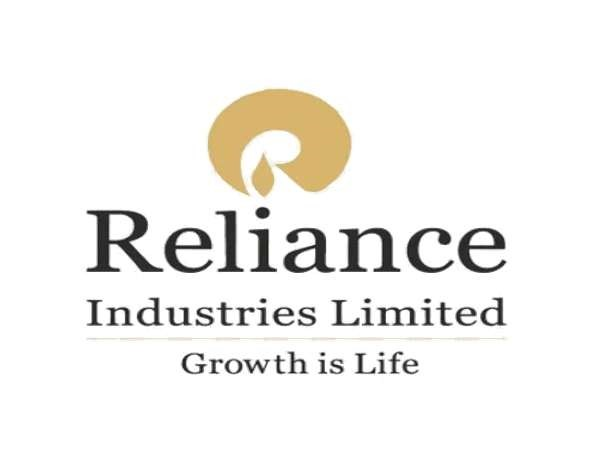 Reliance
Industries Limited
Growth is Life